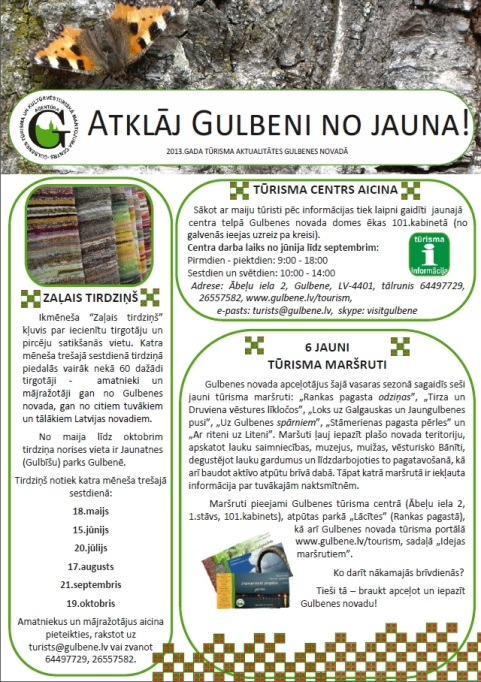 ATKLĀJ GULBENI NO JAUNA!
2013.GADA TŪRISMA AKTUALITĀTES GULBENES NOVADĀ
ZAĻAIS TIRDZIŅŠ
Ikmēneša “Zaļais tirdziņš”
kļuvis par iecienītu tirgotāju un
pircēju satikšanās vietu. Katra
mēneša trešajā sestdienā tirdziņā
piedalās vairāk nekā 60 dažādi
tirgotāji - amatnieki un
mājražotāji gan no Gulbenes
novada, gan no citiem tuvākiem
un tālākiem Latvijas novadiem.
No maija līdz oktobrim
tirdziņa norises vieta ir Jaunatnes
(Gulbīšu) parks Gulbenē.
Tirdziņš notiek katra mēneša trešajā
sestdienā:
18.maijs
15.jūnijs
20.jūlijs
17.augusts
21.septembris
19.oktobris
Amatniekus un mājražotājus aicina
pieteikties, rakstot uz
turists@gulbene.lv vai zvanot
64497729, 26557582.
TŪRISMA CENTRS AICINA
Sākot ar maiju tūristi pēc informācijas tiek laipni gaidīti jaunajā
centra telpā Gulbenes novada domes ēkas 101.kabinetā (no
galvenās ieejas uzreiz pa kreisi).
Centra darba laiks no jūnija līdz septembrim:
Pirmdien - piektdien: 9:00 - 18:00
Sestdien un svētdien: 10:00 - 14:00
Adrese: Ābeļu iela 2, Gulbene, LV-4401, tālrunis 64497729,
26557582, www.gulbene.lv/tourism,
e-pasts: turists@gulbene.lv, skype: visitgulbene
tūrisma
i
informācija
6 JAUNI
TŪRISMA MARŠRUTI
Gulbenes novada apceļotājus šajā vasaras sezonā sagaidīs seši
jauni tūrisma maršruti: „Rankas pagasta odziņas”, „Tirza un
Druviena vēstures līkločos”, „Loks uz Galgauskas un Jaungulbenes
pusi”, „Uz Gulbenes spārniem”, „Stāmerienas pagasta pērles” un
„Ar riteni uz Liteni”. Maršuti ļauj iepazīt plašo novada teritoriju,
apskatot lauku saimniecības, muzejus, muižas, vēsturisko Bānīti,
degustējot lauku gardumus un līdzdarbojoties to pagatavošanā, kā
arī baudot aktīvo atpūtu brīvā dabā. Tāpat katrā maršrutā ir iekļauta
informācija par tuvākajām naktsmītnēm.
Maršruti pieejami Gulbenes tūrisma centrā (Ābeļu iela 2,
1.stāvs, 101.kabinets), atpūtas parkā „Lācītes” (Rankas pagastā),
kā arī Gulbenes novada tūrisma portālā
www.gulbene.lv/tourism, sadaļā „Idejas
maršrutiem”.
Ko darīt nākamajās brīvdienās?
Tieši tā – braukt apceļot un iepazīt
Gulbenes novadu!